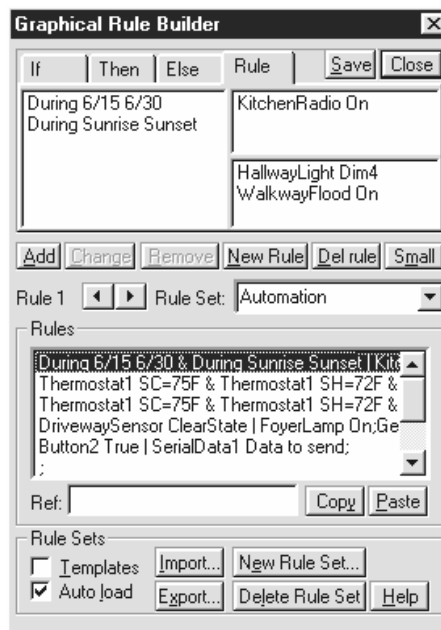 Graphical Rule Builder
If Then Else Rule Save Close
During 6/15 6/30
During Sunrise Sunset
KitchenRadio On
HallwayLight Dim4
WalkwayFlood On
Add Change Remove New Rule Del rule Small
Rule 1 Rule Set: Automation
Rules
During 6/15 6/30 & During Sunrise Sunset | Kitc
Thermostat1 SC=75F & Thermostat1 SH=72F &
Thermostat1 SC=75F & Thermostat1 SH=72F &
DrivewaySensor ClearState | FoyerLamp On;Ge
Button2 True | SerialData1 Data to send;
;
Ref: Copy Paste
Rule Sets
Templates Import... New Rule Set...
Auto load Export... Delete Rule Set Help